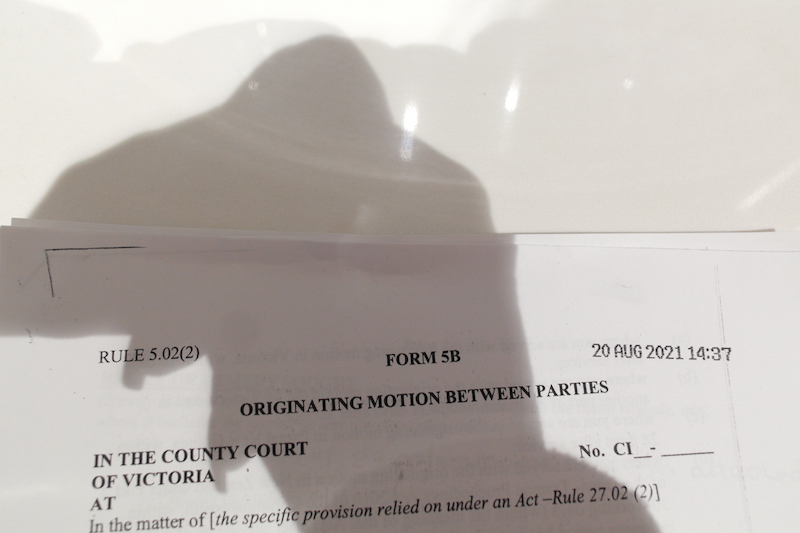 RULE 5.02(2)
FORM 5B
20 AUG 2021 14:37
ORIGINATING MOTION BETWEEN PARTIES
IN THE COUNTY COURT
OF VICTORIA
No. CI__-______
AT
In the matter of [the specific provision relied on under an Act –Rule 27.02 (2)]